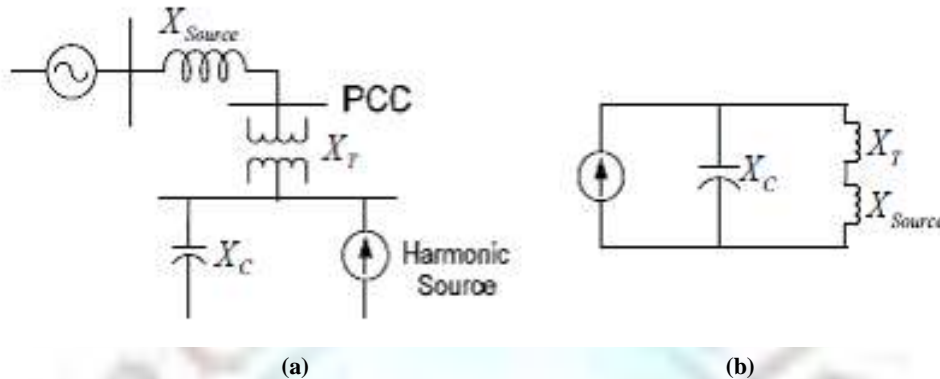 X_Source
PCC
X_T
X_C
Harmonic
Source
X_C
X_T
X_Source
(a)
(b)